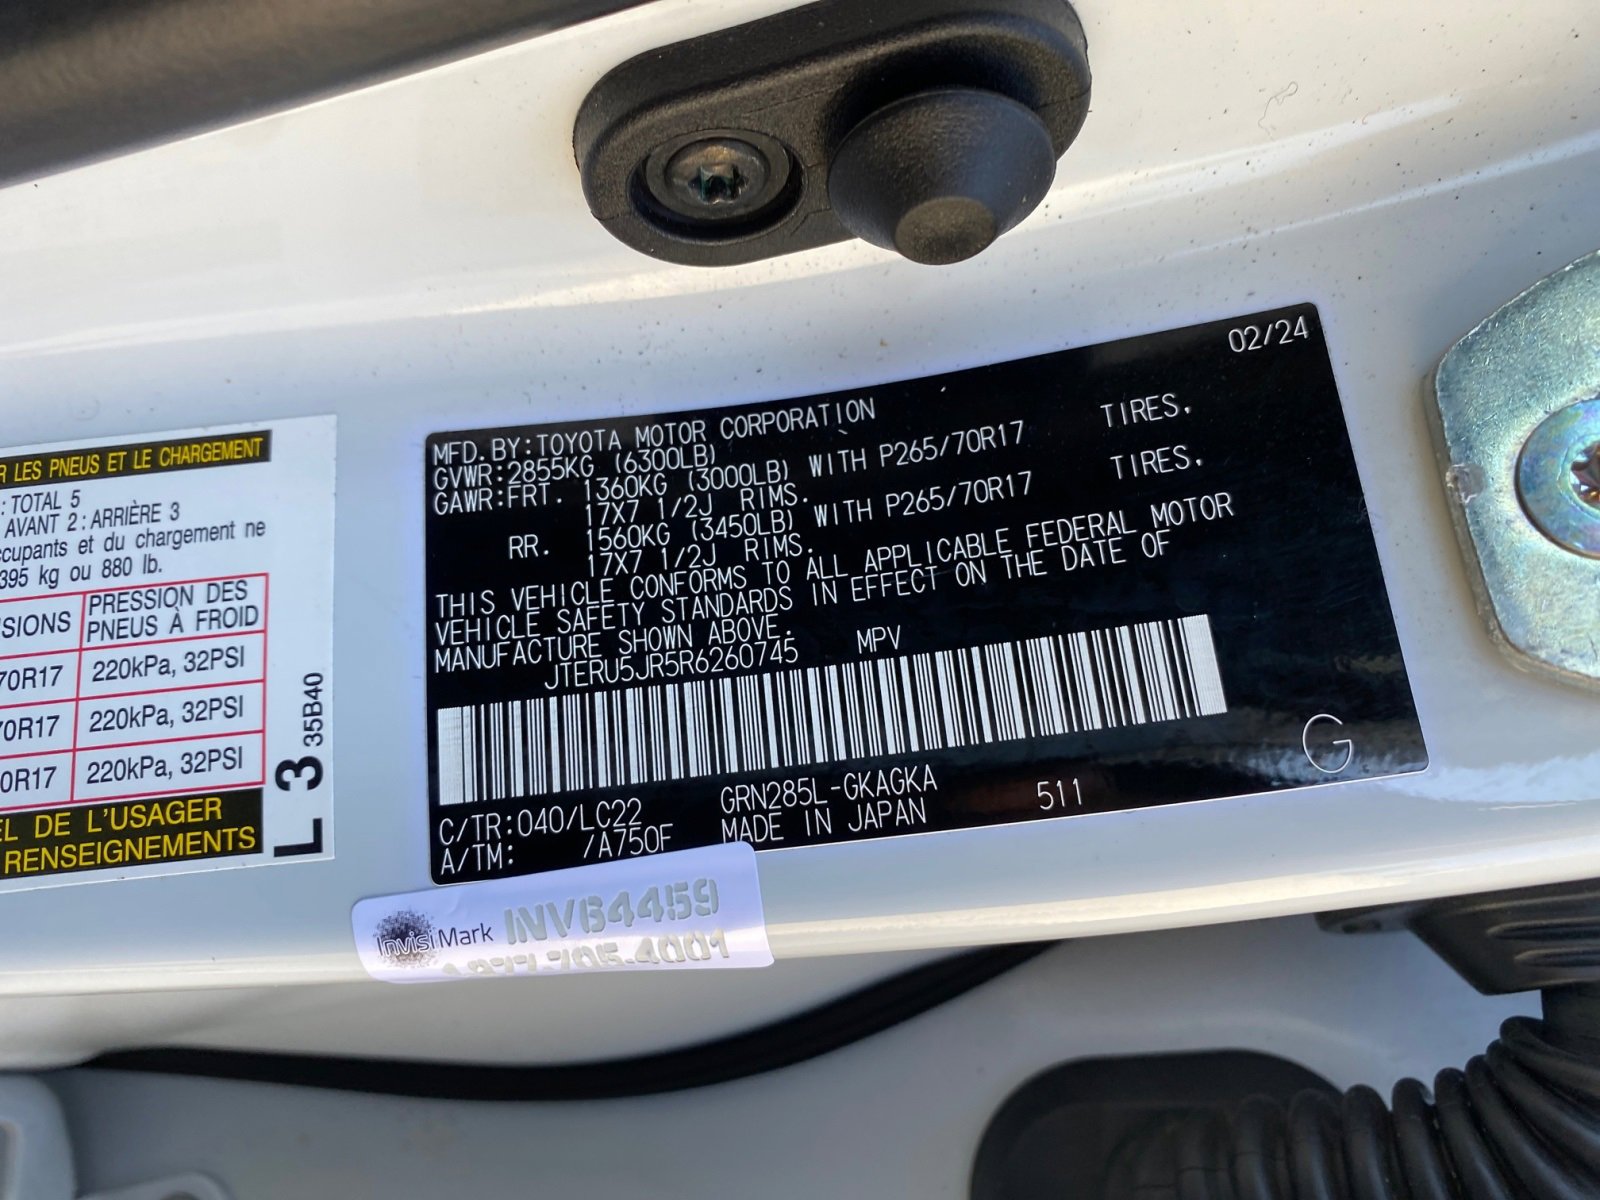 R LES PNEUS ET LE CHARGEMENT
: TOTAL 5
AVANT 2 : ARRIÈRE 3
ccupants et du chargement ne
395 kg ou 880 lb.
SIONS PRESSION DES PNEUS À FROID
70R17 220kPa, 32PSI
70R17 220kPa, 32PSI
0R17 220kPa, 32PSI
EL DE L'USAGER
RENSEIGNEMENTS
L 3 35B40
02/24
MFD. BY: TOYOTA MOTOR CORPORATION
GVWR: 2855KG (6300LB)
GAWR: FRT. 1360KG (3000LB) WITH P265/70R17 TIRES.
17X7 1/2J RIMS.
RR. 1560KG (3450LB) WITH P265/70R17 TIRES.
17X7 1/2J RIMS.
THIS VEHICLE CONFORMS TO ALL APPLICABLE FEDERAL MOTOR
VEHICLE SAFETY STANDARDS IN EFFECT ON THE DATE OF
MANUFACTURE SHOWN ABOVE.
JTERU5JR5R6260745 MPV
C/TR: 040/LC22 GRN285L-GKAGKA 511 G
A/TM: /A750F MADE IN JAPAN
InvisiMark INV64459